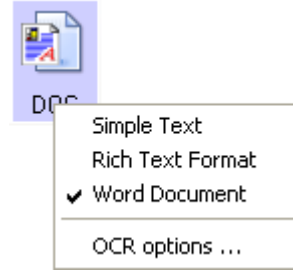 DOC
Simple Text
Rich Text Format
Word Document
OCR options ...